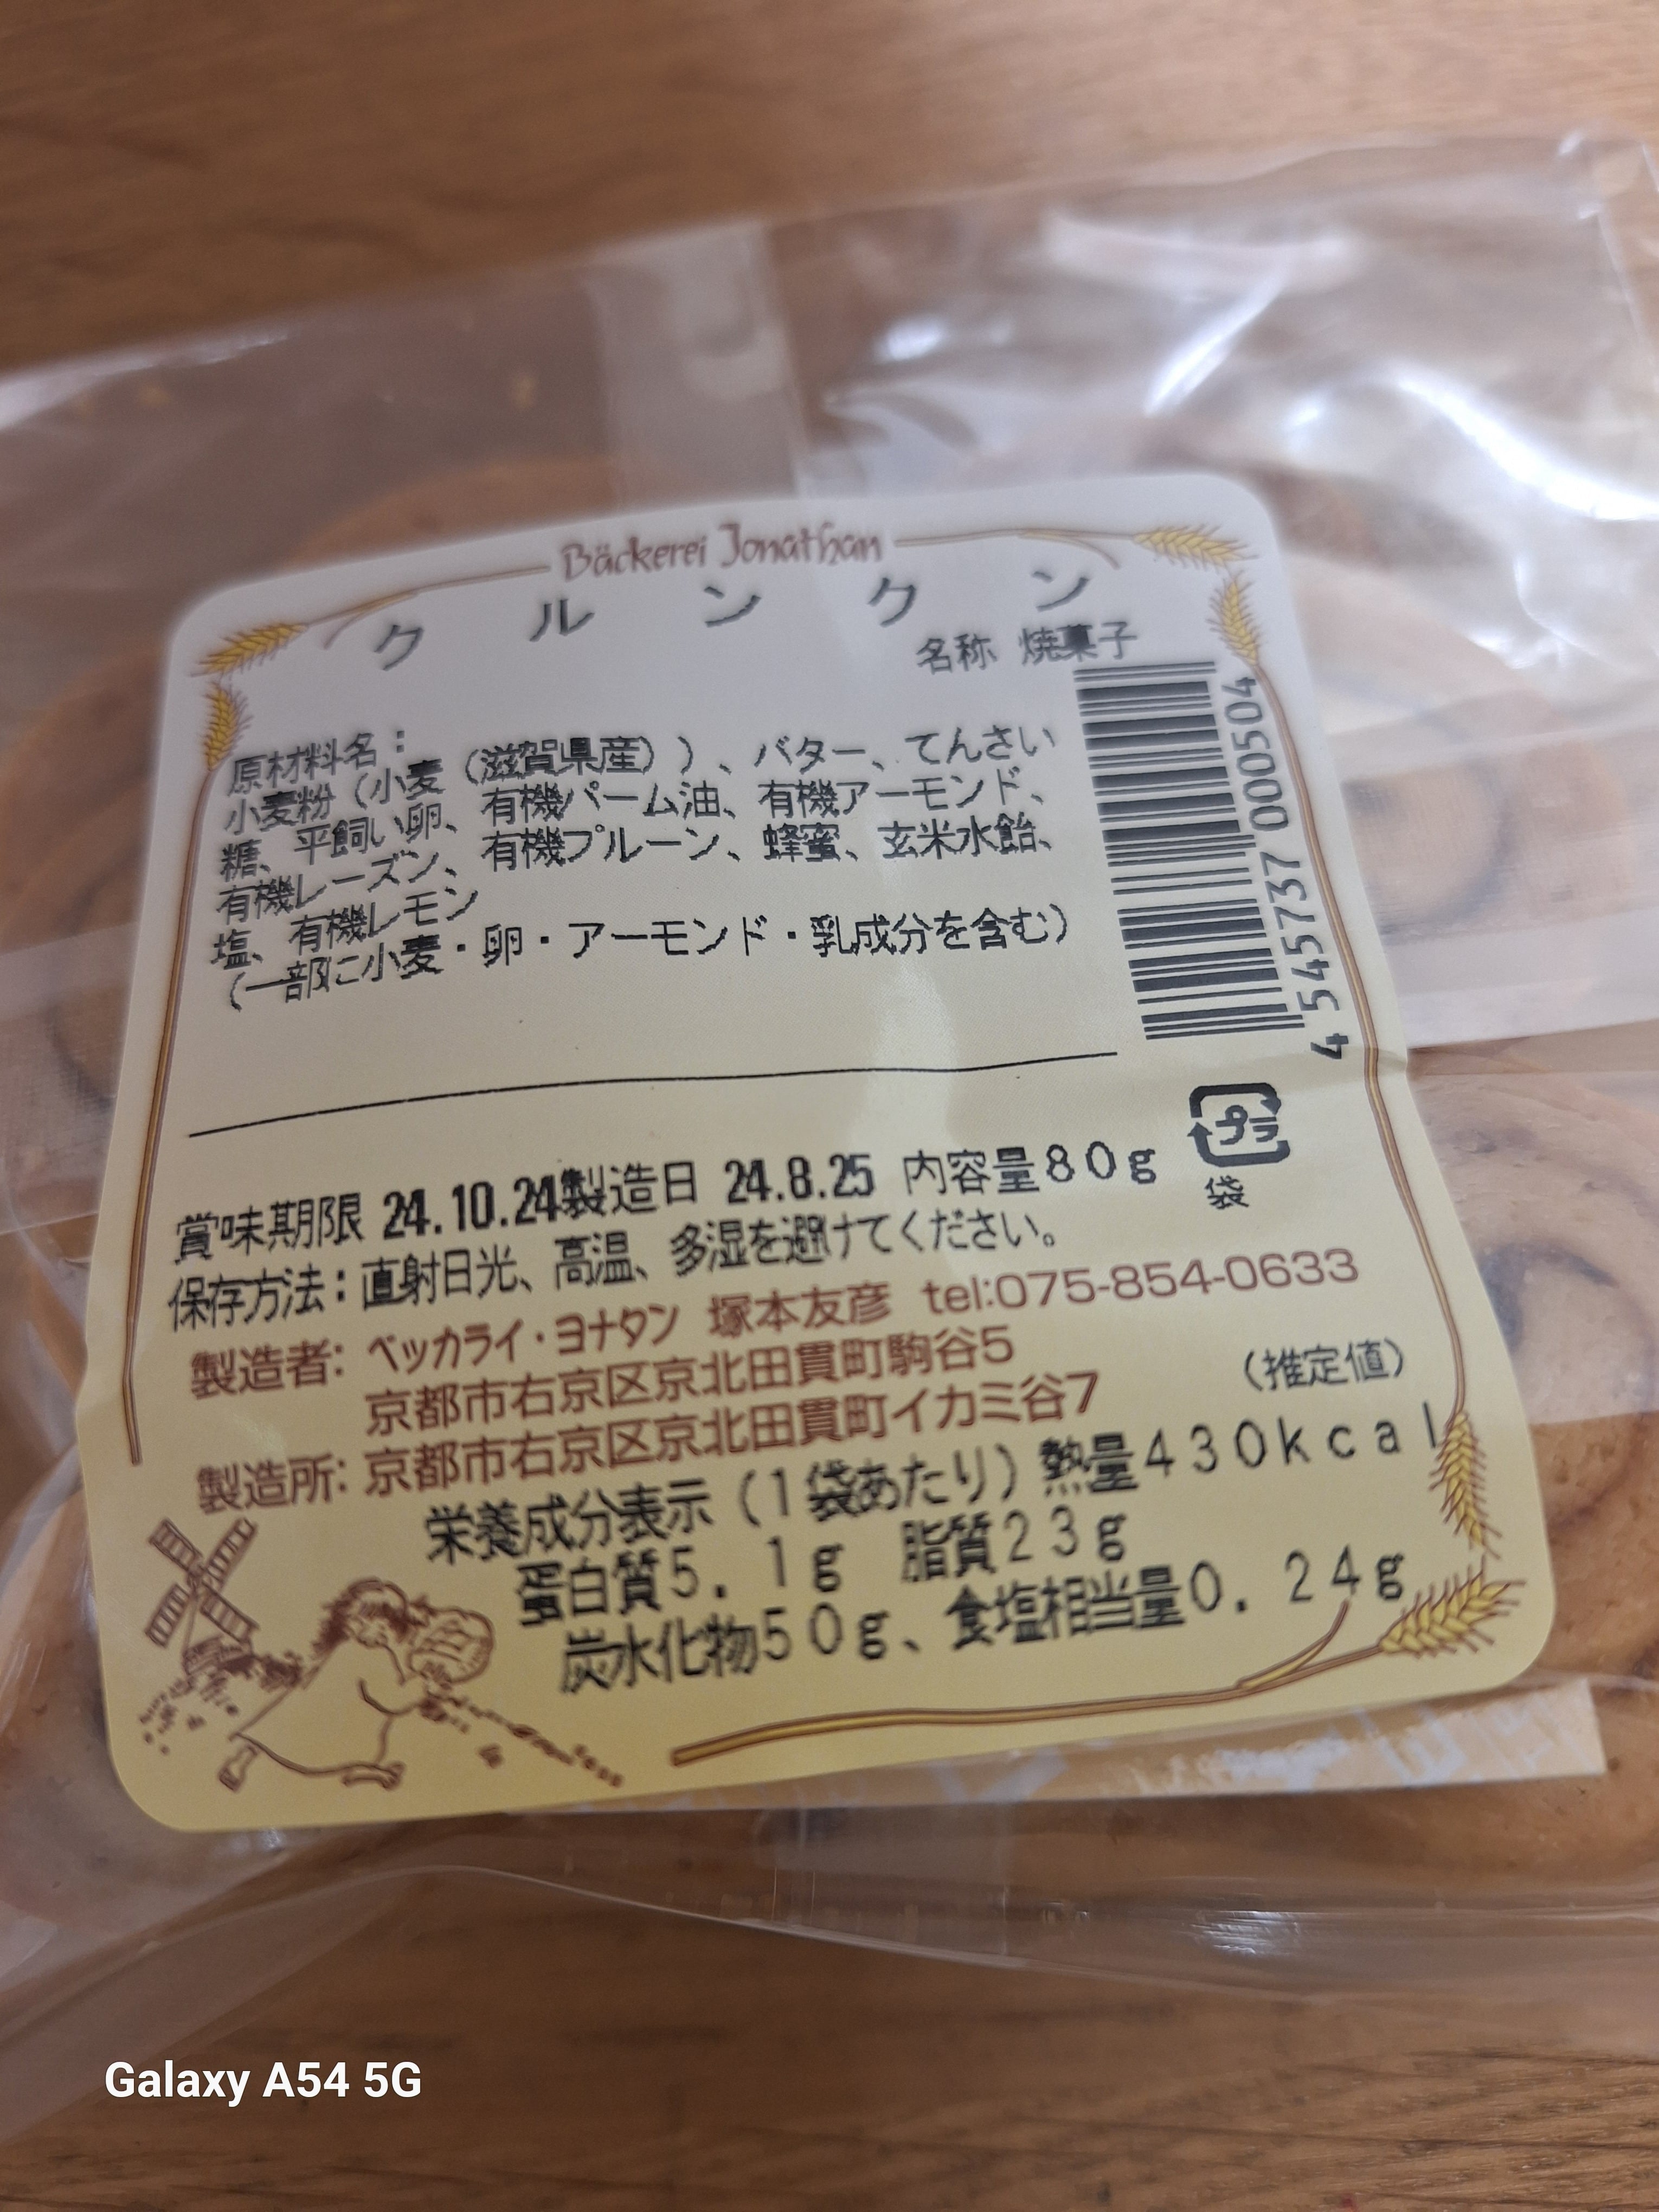 Bäckerei Jonathan
クルンクン
名称 焼菓子
原材料名：
小麦粉（小麦（滋賀県産））、バター、てんさい
糖、平飼い卵、有機パーム油、有機アーモンド、
有機レーズン、有機プルーン、蜂蜜、玄米水飴、
塩、有機レモン
（一部に小麦・卵・アーモンド・乳成分を含む）
4 545737 000504
プラ
袋
賞味期限 24.10.24製造日 24.8.25 内容量80g
保存方法：直射日光、高温、多湿を避けてください。
製造者: ベッカライ・ヨナタン 塚本友彦 tel:075-854-0633
京都市右京区京北田貫町駒谷5
製造所: 京都市右京区京北田貫町イカミ谷7
（推定値）
栄養成分表示（1袋あたり）熱量430kcal
蛋白質5.1g 脂質23g
炭水化物50g、食塩相当量0.24g
Galaxy A54 5G